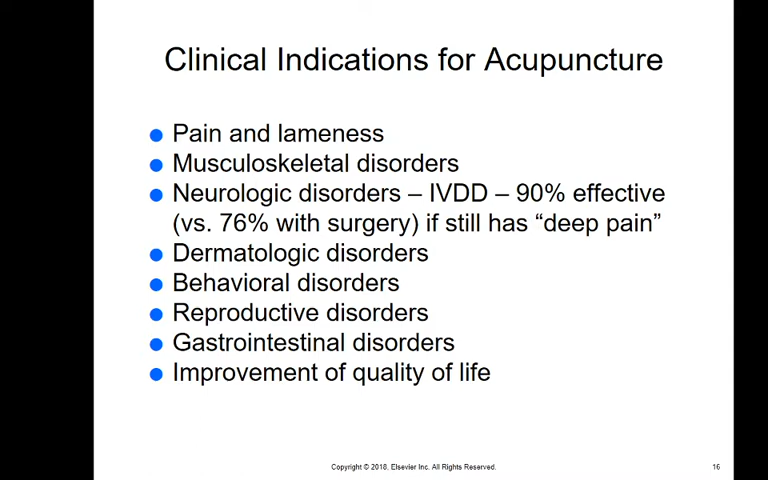 Clinical Indications for Acupuncture
Pain and lameness
Musculoskeletal disorders
Neurologic disorders – IVDD – 90% effective
(vs. 76% with surgery) if still has “deep pain”
Dermatologic disorders
Behavioral disorders
Reproductive disorders
Gastrointestinal disorders
Improvement of quality of life
Copyright © 2018. Elsevier Inc. All Rights Reserved.
16